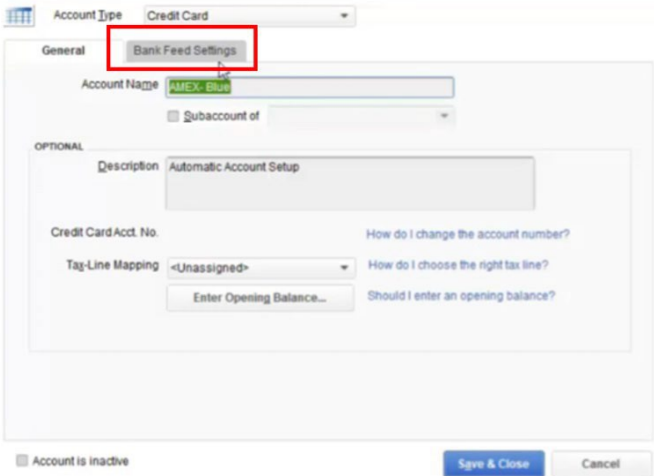 Account Type Credit Card
General Bank Feed Settings
Account Name AMEX- Blue
Subaccount of
OPTIONAL
Description Automatic Account Setup
Credit Card Acct. No. How do I change the account number?
Tax-Line Mapping <Unassigned> How do I choose the right tax line?
Enter Opening Balance... Should I enter an opening balance?
Account is inactive Save & Close Cancel